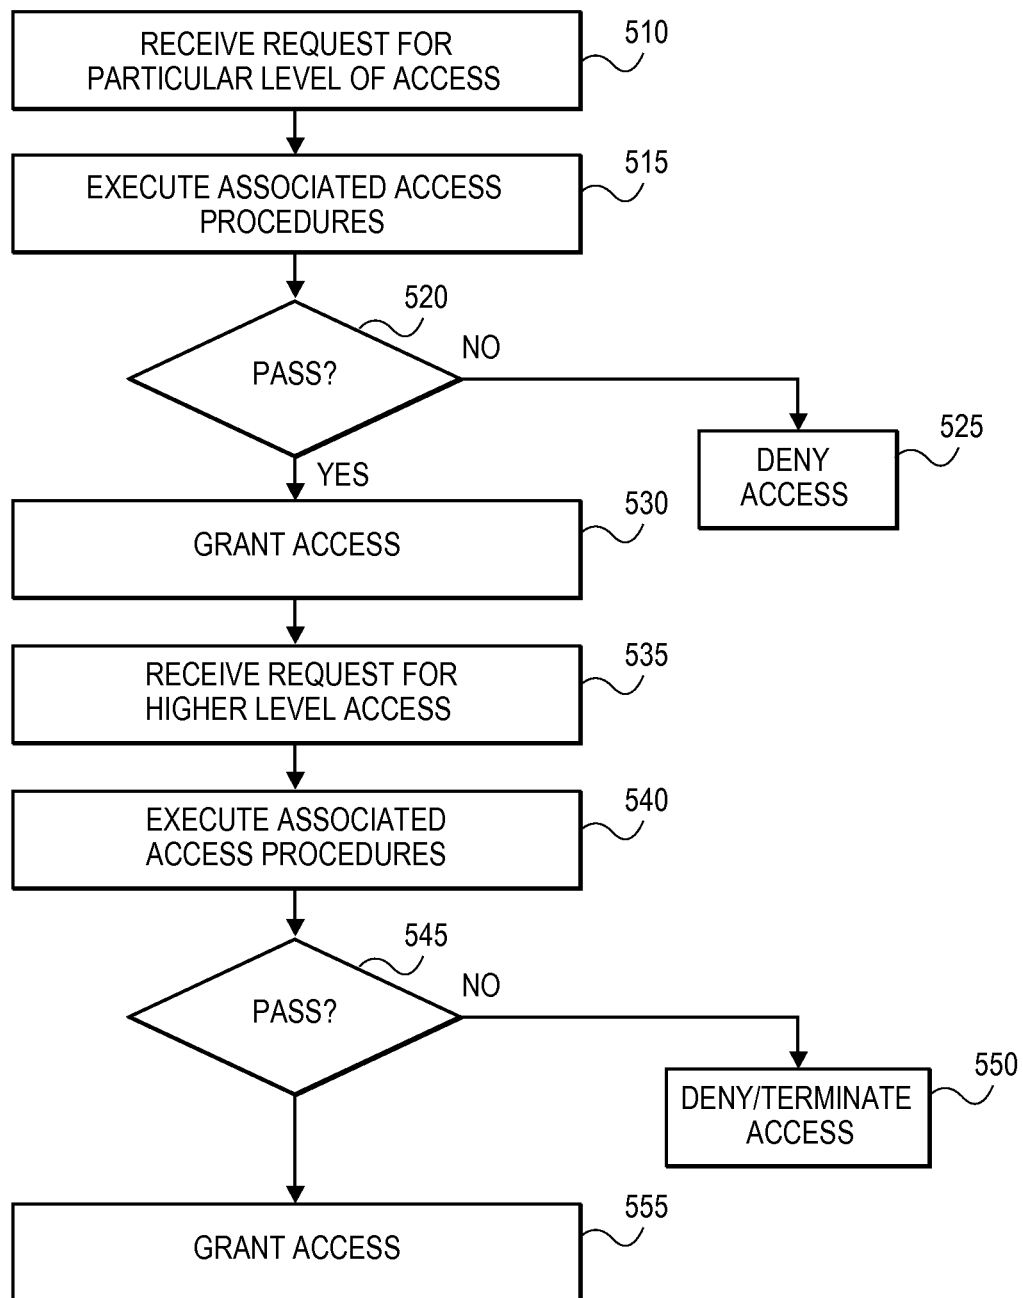 RECEIVE REQUEST FOR
PARTICULAR LEVEL OF ACCESS
510
EXECUTE ASSOCIATED ACCESS
PROCEDURES
515
520
PASS?
NO
YES
DENY
ACCESS
525
GRANT ACCESS
530
RECEIVE REQUEST FOR
HIGHER LEVEL ACCESS
535
EXECUTE ASSOCIATED
ACCESS PROCEDURES
540
545
PASS?
NO
DENY/TERMINATE
ACCESS
550
GRANT ACCESS
555